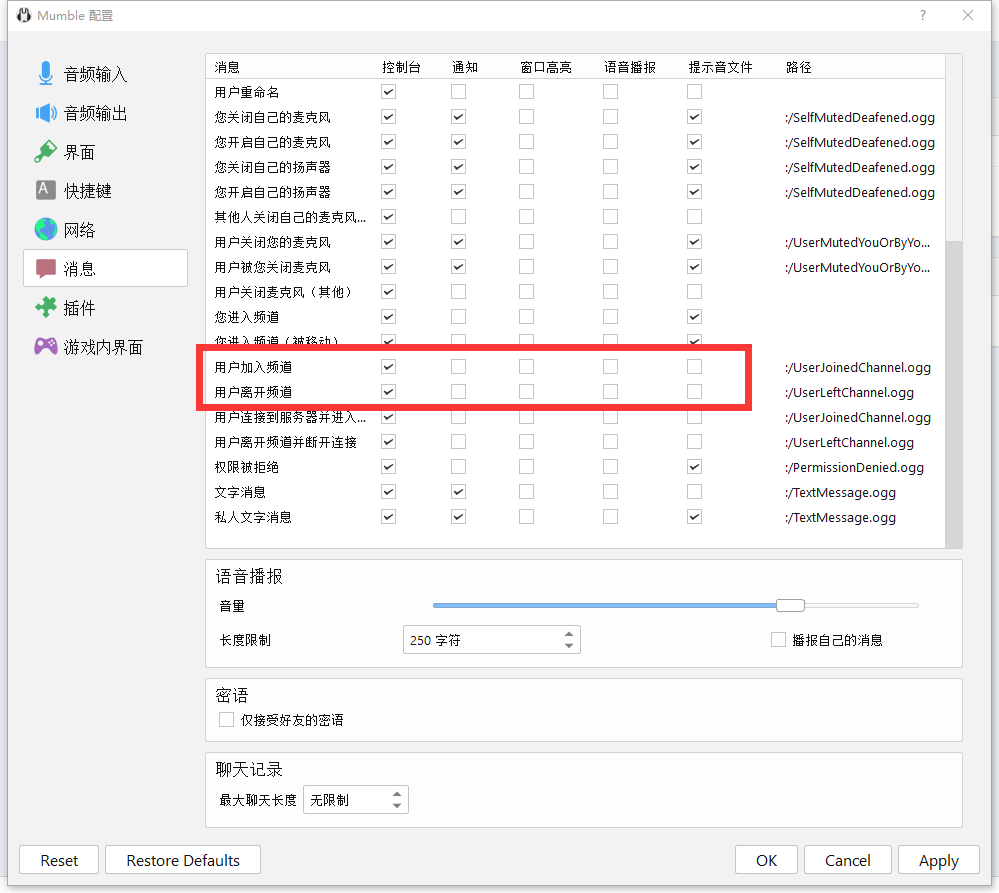 Mumble 配置
?
音频输入
音频输出
界面
A 快捷键
网络
消息
插件
游戏内界面
消息 控制台 通知 窗口高亮 语音播报 提示音文件 路径
用户重命名
您关闭自己的麦克风 :/SelfMutedDeafened.ogg
您开启自己的麦克风 :/SelfMutedDeafened.ogg
您关闭自己的扬声器 :/SelfMutedDeafened.ogg
您开启自己的扬声器 :/SelfMutedDeafened.ogg
其他人关闭自己的麦克风...
用户关闭您的麦克风 :/UserMutedYouOrByYo...
用户被您关闭麦克风 :/UserMutedYouOrByYo...
用户关闭麦克风（其他）
您进入频道
您进入频道（被移动）
用户加入频道 :/UserJoinedChannel.ogg
用户离开频道 :/UserLeftChannel.ogg
用户连接到服务器并进入... :/UserJoinedChannel.ogg
用户离开频道并断开连接 :/UserLeftChannel.ogg
权限被拒绝 :/PermissionDenied.ogg
文字消息 :/TextMessage.ogg
私人文字消息 :/TextMessage.ogg
语音播报
音量
长度限制 250 字符 播报自己的消息
密语
仅接受好友的密语
聊天记录
最大聊天长度 无限制
Reset Restore Defaults OK Cancel Apply